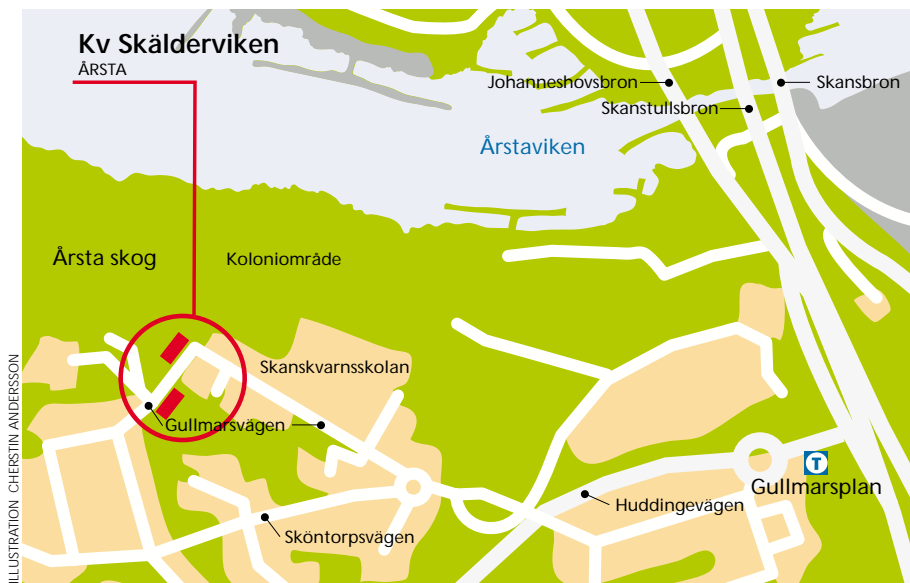 Kv Skälderviken
ÅRSTA
Johanneshovsbron
Skansbron
Skanstullsbron
Årstaviken
Årsta skog
Koloniområde
Skanskvarnsskolan
Gullmarsvägen
T
Gullmarsplan
Huddingevägen
Sköntorpsvägen
ILLUSTRATION CHERSTIN ANDERSSON